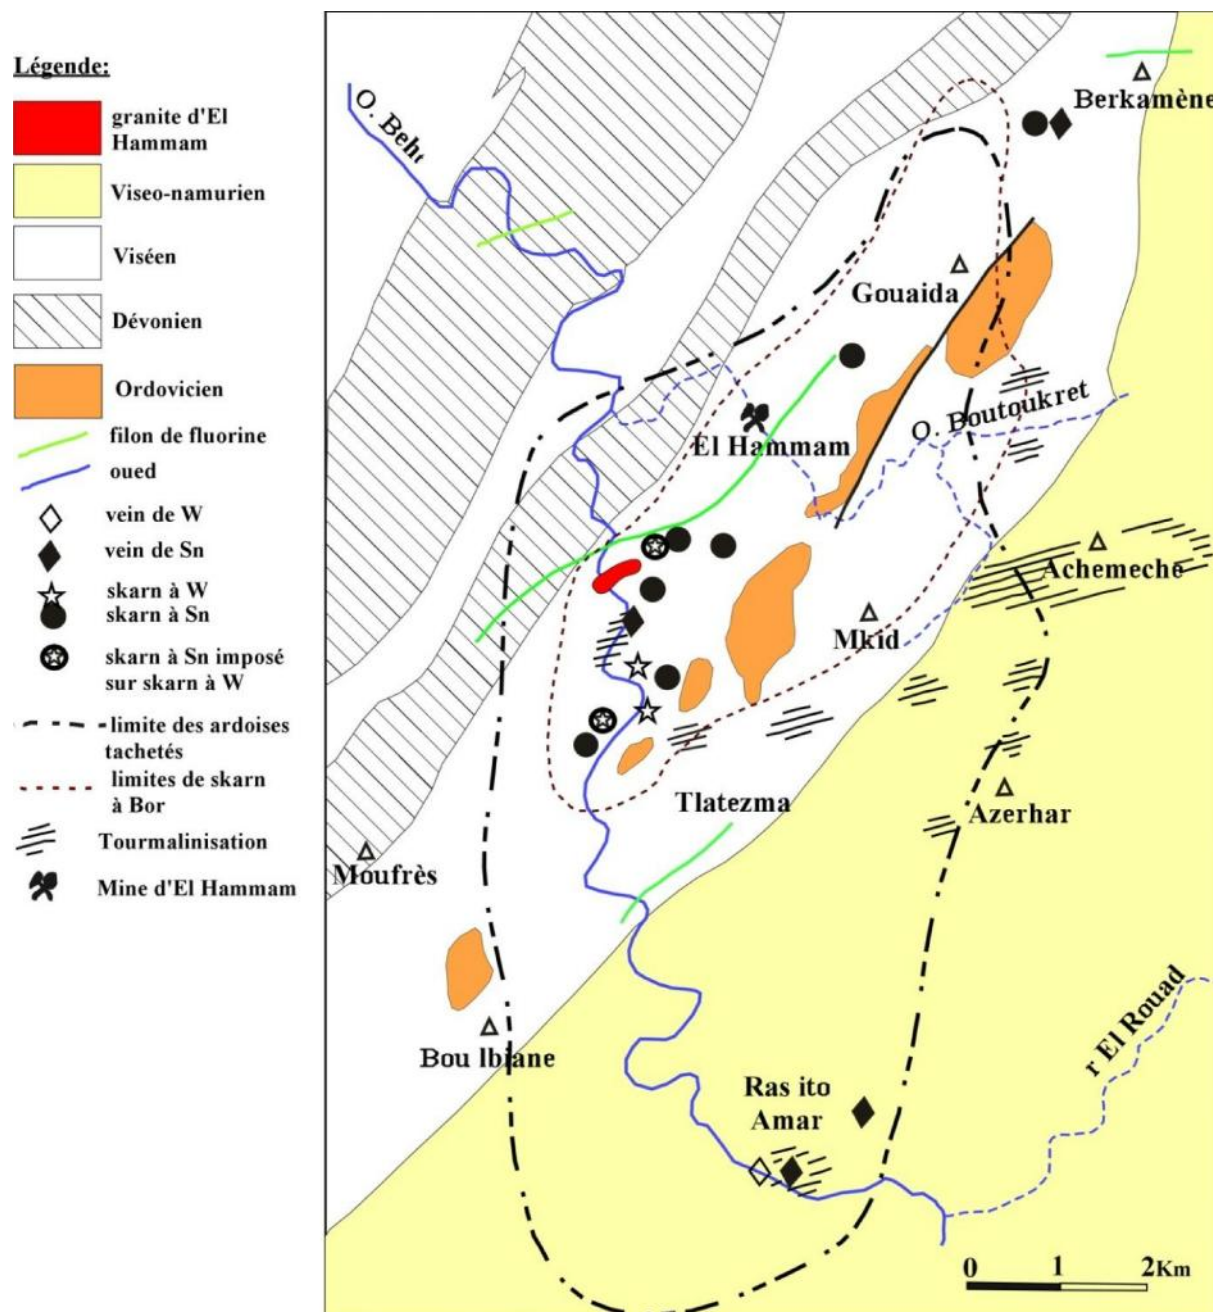 Légende:
granite d'El
Hammam
Viseo-namurien
Viséen
Dévonien
Ordovicien
filon de fluorine
oued
vein de W
vein de Sn
skarn à W
skarn à Sn
skarn à Sn imposé
sur skarn à W
limite des ardoises
tachetés
limites de skarn
à Bor
Tourmalinisation
Mine d'El Hammam
O. Beht
Berkamène
Gouaida
El Hammam
O. Boutoukret
Achemeche
Mkid
Tlatezma
Azerhar
Moufrès
Bou Ibiane
Ras ito
Amar
r El Rouad
0 1 2Km